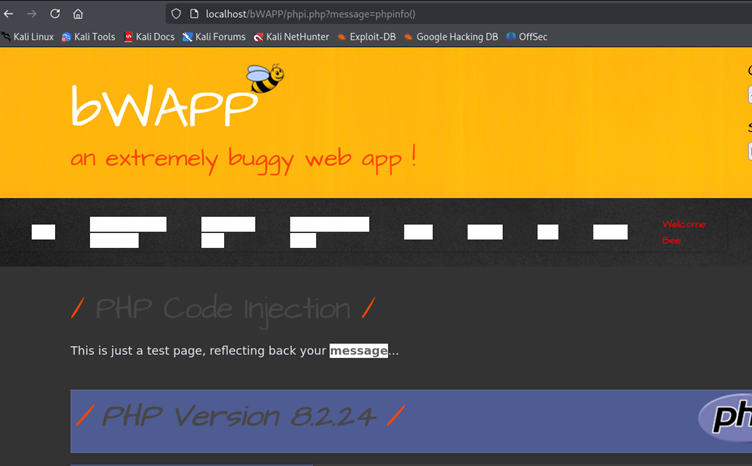 localhost/bWAPP/phpi.php?message=phpinfo()
Kali Linux Kali Tools Kali Docs Kali Forums Kali NetHunter Exploit-DB Google Hacking DB OffSec
bWAPP
an extremely buggy web app !
Welcome
Bee
/ PHP Code Injection /
This is just a test page, reflecting back your message...
/ PHP Version 8.2.24 /
ph